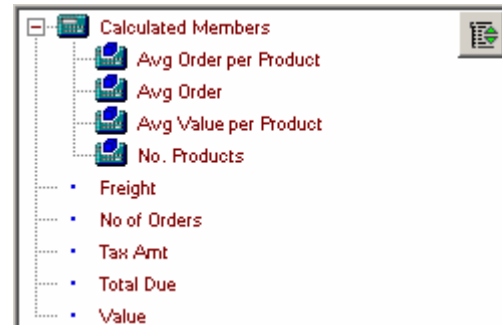 Calculated Members
Avg Order per Product
Avg Order
Avg Value per Product
No. Products
Freight
No of Orders
Tax Amt
Total Due
Value